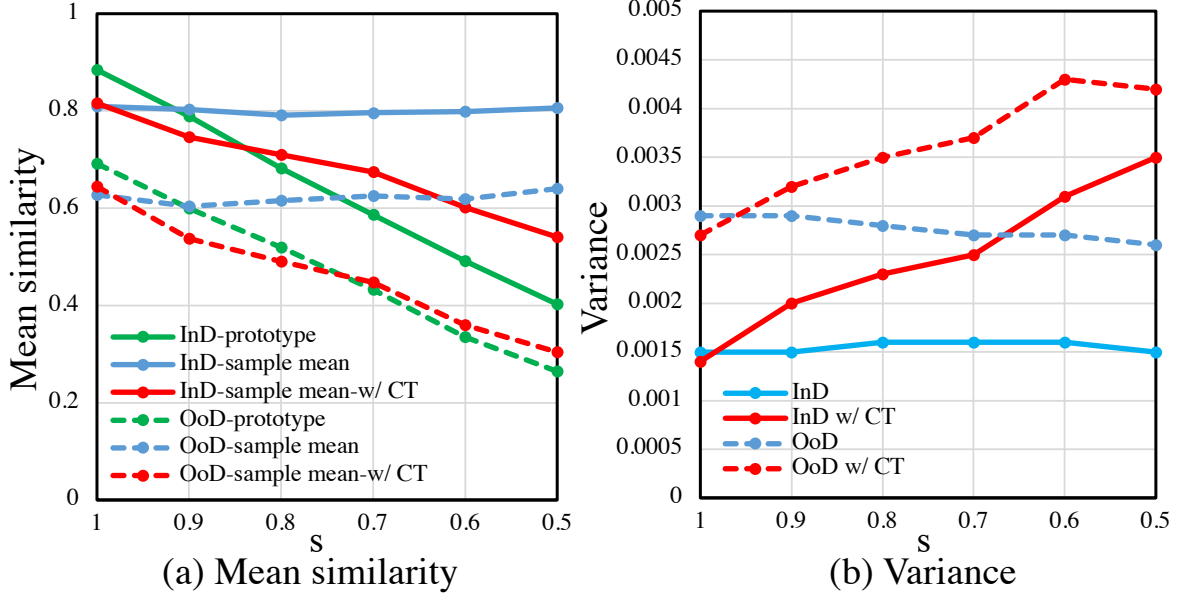 1
0.8
0.6
0.4
0.2
0
Mean similarity
InD-prototype
InD-sample mean
InD-sample mean-w/ CT
OoD-prototype
OoD-sample mean
OoD-sample mean-w/ CT
1 0.9 0.8 0.7 0.6 0.5
s
(a) Mean similarity
0.005
0.0045
0.004
0.0035
0.003
0.0025
0.002
0.0015
0.001
0.0005
0
Variance
InD
InD w/ CT
OoD
OoD w/ CT
1 0.9 0.8 0.7 0.6 0.5
s
(b) Variance